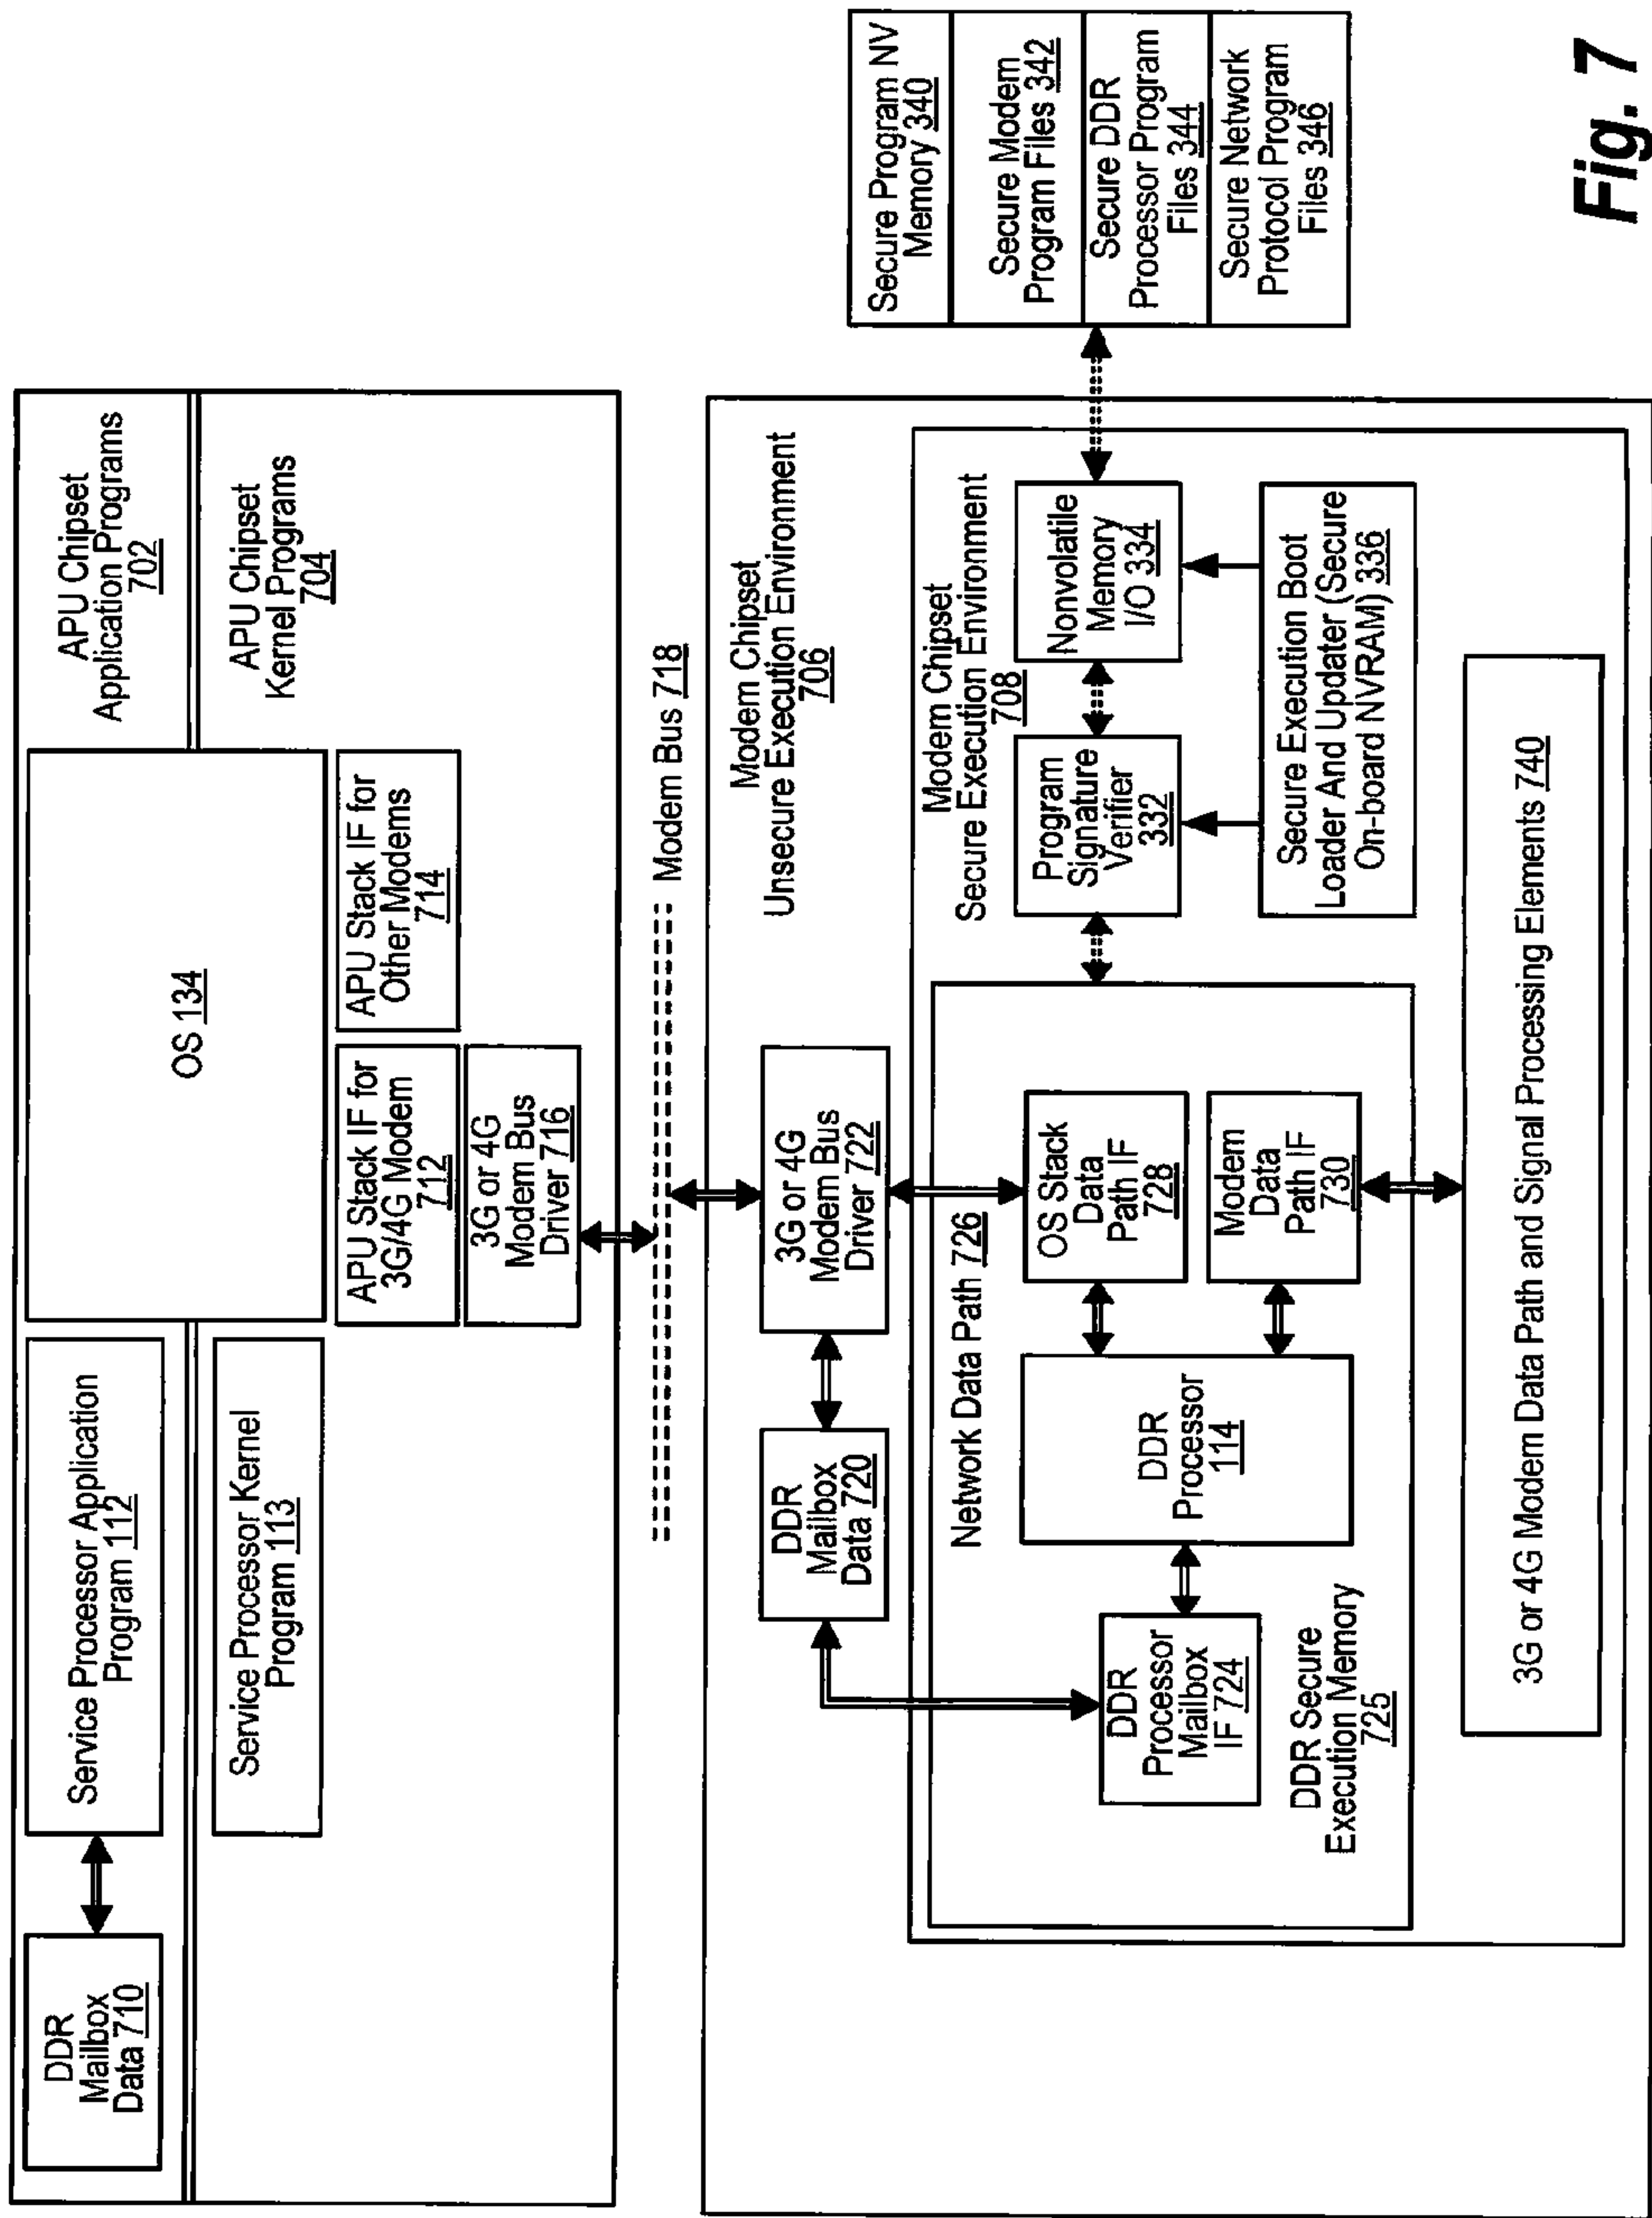 DDR
Mailbox
Data 710
Service Processor Application
Program 112
Service Processor Kernel
Program 113
OS 134
APU Chipset
Application Programs
702
APU Chipset
Kernel Programs
704
APU Stack IF for
3G/4G Modem
712
APU Stack IF for
Other Modems
714
3G or 4G
Modem Bus
Driver 716
Modem Bus 718
Modem Chipset
Unsecure Execution Environment
706
DDR
Mailbox
Data 720
3G or 4G
Modem Bus
Driver 722
Modem Chipset
Secure Execution Environment
708
Network Data Path 726
DDR
Processor
Mailbox
IF 724
DDR
Processor
114
OS Stack
Data
Path IF
728
Modem
Data
Path IF
730
DDR Secure
Execution Memory
725
Program
Signature
Verifier
332
Nonvolatile
Memory
I/O 334
Secure Execution Boot
Loader And Updater (Secure
On-board NVRAM) 336
3G or 4G Modem Data Path and Signal Processing Elements 740
Secure Program NV
Memory 340
Secure Modem
Program Files 342
Secure DDR
Processor Program
Files 344
Secure Network
Protocol Program
Files 346
Fig. 7